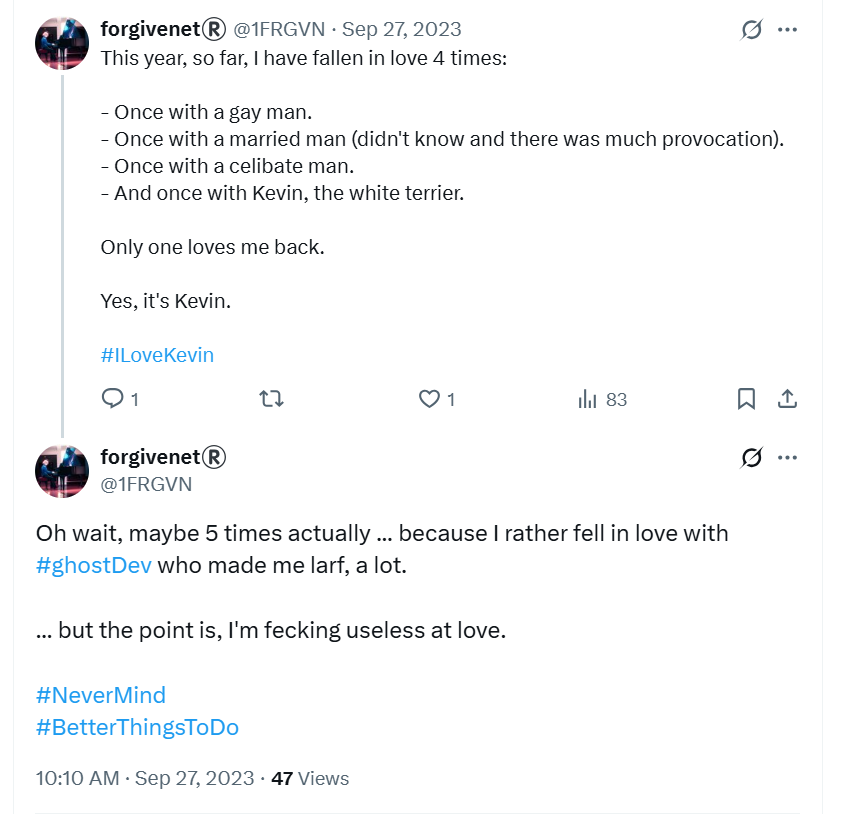 forgivenet® @1FRGVN · Sep 27, 2023
This year, so far, I have fallen in love 4 times:
- Once with a gay man.
- Once with a married man (didn't know and there was much provocation).
- Once with a celibate man.
- And once with Kevin, the white terrier.
Only one loves me back.
Yes, it's Kevin.
#ILoveKevin
1 1 83
forgivenet®
@1FRGVN
Oh wait, maybe 5 times actually ... because I rather fell in love with
#ghostDev who made me larf, a lot.
... but the point is, I'm fecking useless at love.
#NeverMind
#BetterThingsToDo
10:10 AM · Sep 27, 2023 · 47 Views